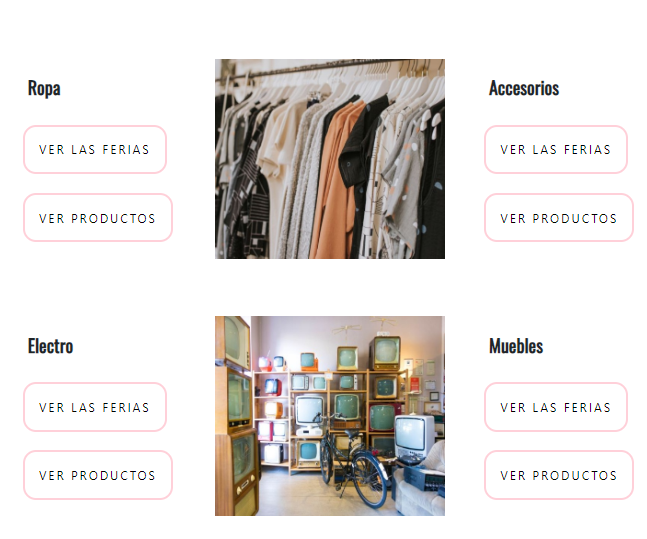 Ropa
VER LAS FERIAS
VER PRODUCTOS
Accesorios
VER LAS FERIAS
VER PRODUCTOS
Electro
VER LAS FERIAS
VER PRODUCTOS
Muebles
VER LAS FERIAS
VER PRODUCTOS